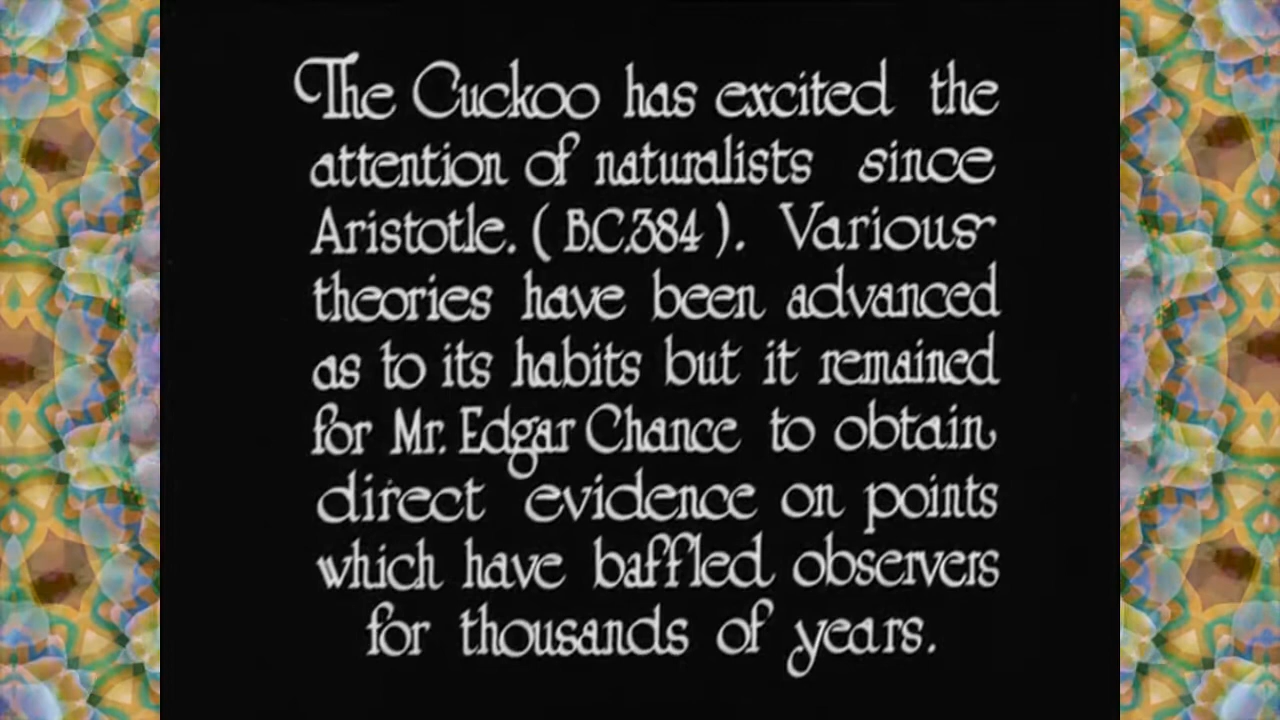 The Cuckoo has excited the
attention of naturalists since
Aristotle. ( B.C.384 ). Various
theories have been advanced
as to its habits but it remained
for Mr. Edgar Chance to obtain
direct evidence on points
which have baffled observers
for thousands of years.